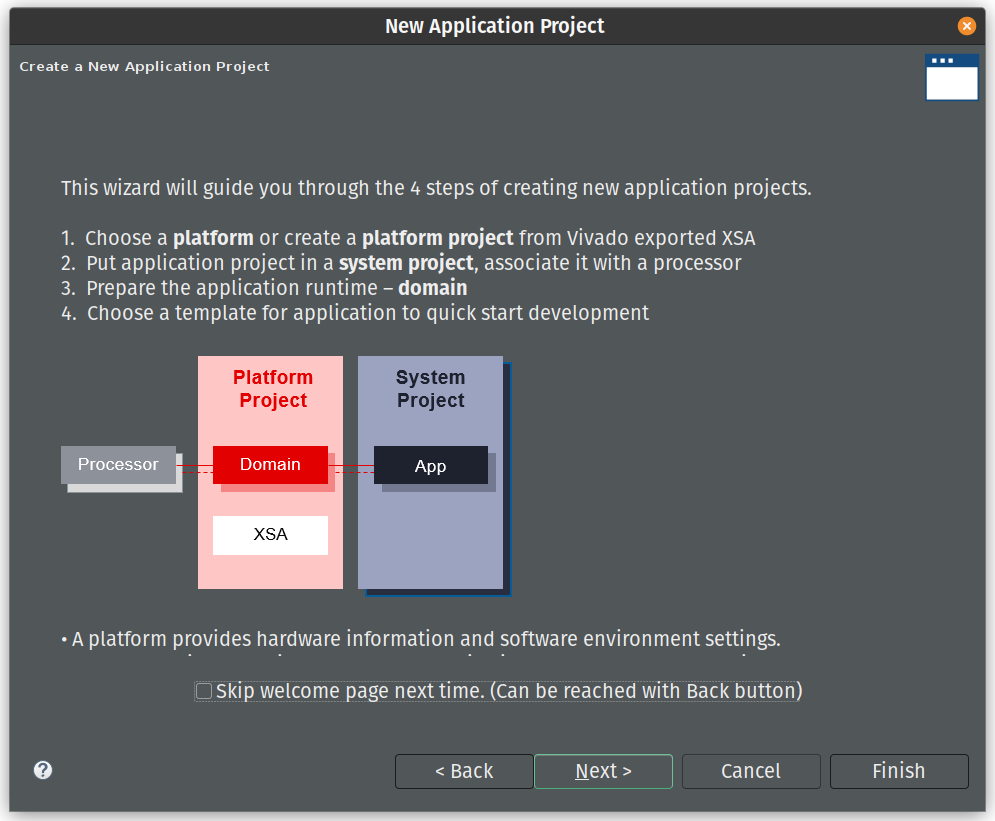 New Application Project
Create a New Application Project
This wizard will guide you through the 4 steps of creating new application projects.
1. Choose a platform or create a platform project from Vivado exported XSA
2. Put application project in a system project, associate it with a processor
3. Prepare the application runtime – domain
4. Choose a template for application to quick start development
Platform
Project
System
Project
Processor
Domain
App
XSA
• A platform provides hardware information and software environment settings.
Skip welcome page next time. (Can be reached with Back button)
?
< Back
Next >
Cancel
Finish